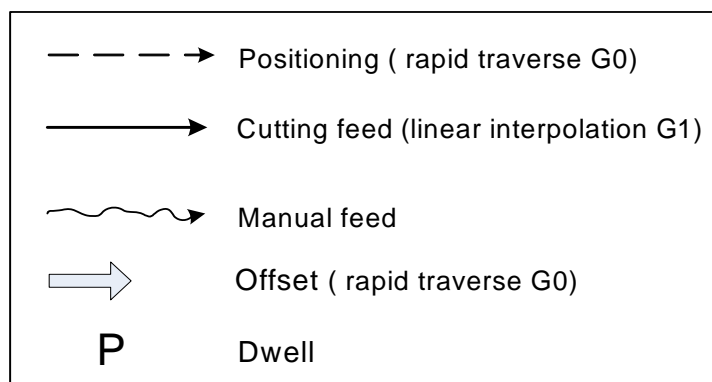 Positioning ( rapid traverse G0)
Cutting feed (linear interpolation G1)
Manual feed
Offset ( rapid traverse G0)
P Dwell